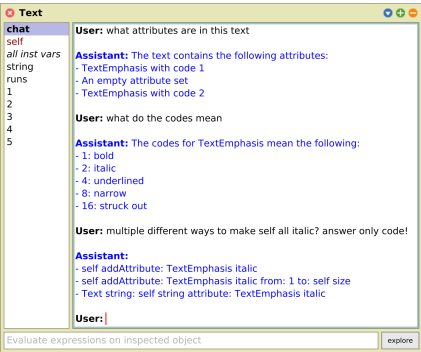 Text
chat
self
all inst vars
string
runs
1
2
3
4
5
User: what attributes are in this text
Assistant: The text contains the following attributes:
- TextEmphasis with code 1
- An empty attribute set
- TextEmphasis with code 2
User: what do the codes mean
Assistant: The codes for TextEmphasis mean the following:
- 1: bold
- 2: italic
- 4: underlined
- 8: narrow
- 16: struck out
User: multiple different ways to make self all italic? answer only code!
Assistant:
- self addAttribute: TextEmphasis italic
- self addAttribute: TextEmphasis italic from: 1 to: self size
- Text string: self string attribute: TextEmphasis italic
User:
Evaluate expressions on inspected object
explore